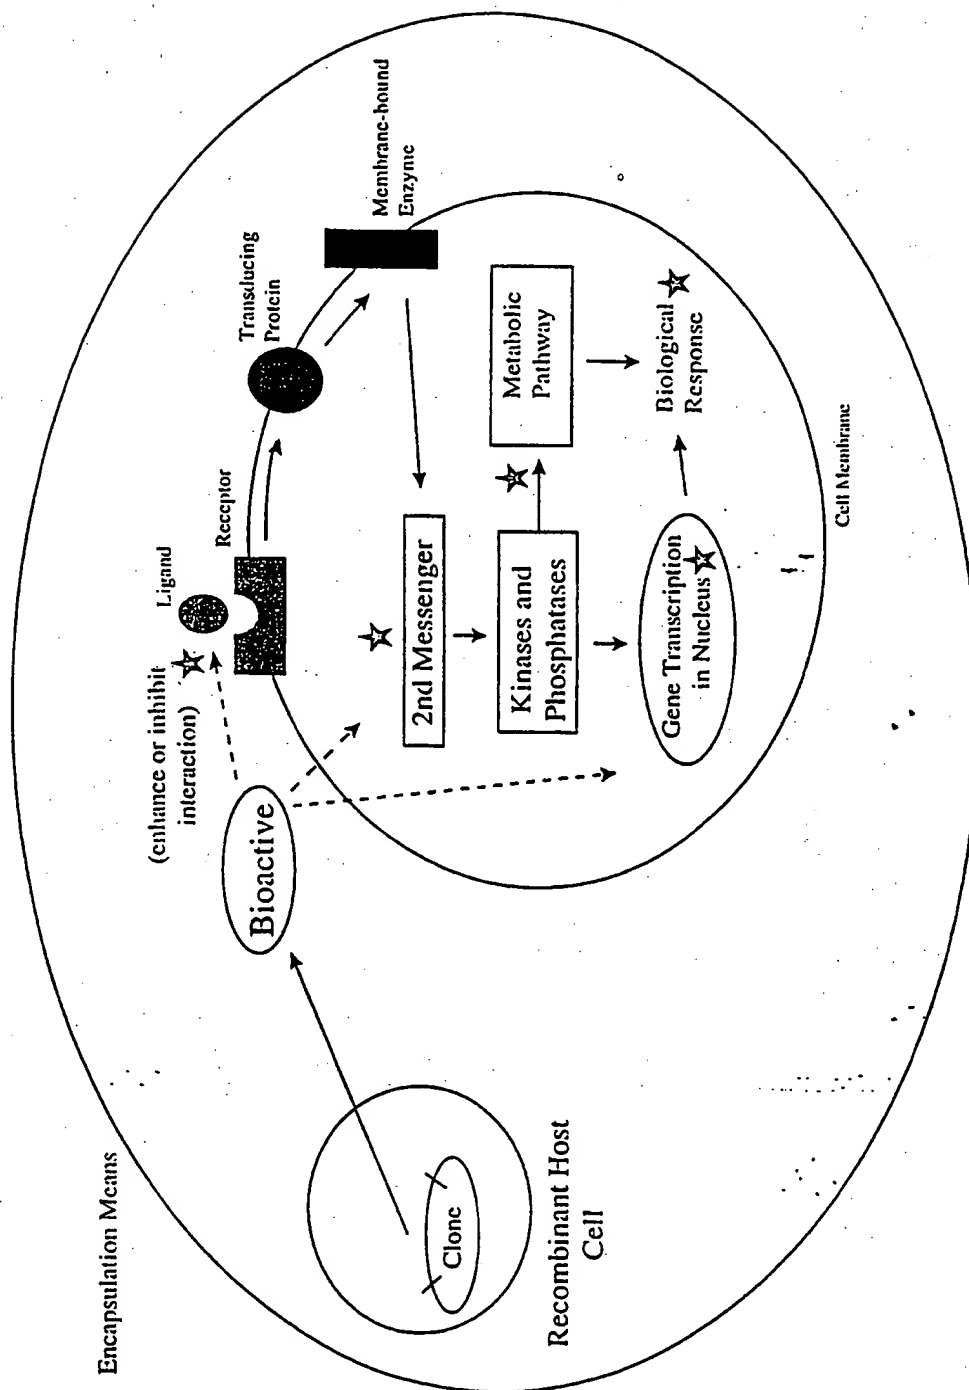 Encapsulation Means
(enhance or inhibit
interaction)
Ligand
Receptor
Transducing
Protein
Membrane-bound
Enzyme
Bioactive
2nd Messenger
Kinases and
Phosphatases
Metabolic
Pathway
Gene Transcription
in Nucleus
Biological
Response
Cell Membrane
Clone
Recombinant Host
Cell